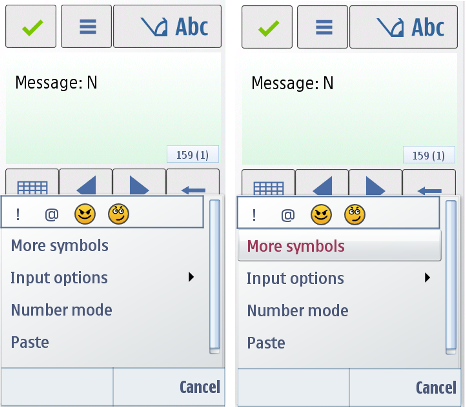 Abc
Message: N
159 (1)
! @
More symbols
Input options
Number mode
Paste
Cancel
Abc
Message: N
159 (1)
! @
More symbols
Input options
Number mode
Paste
Cancel